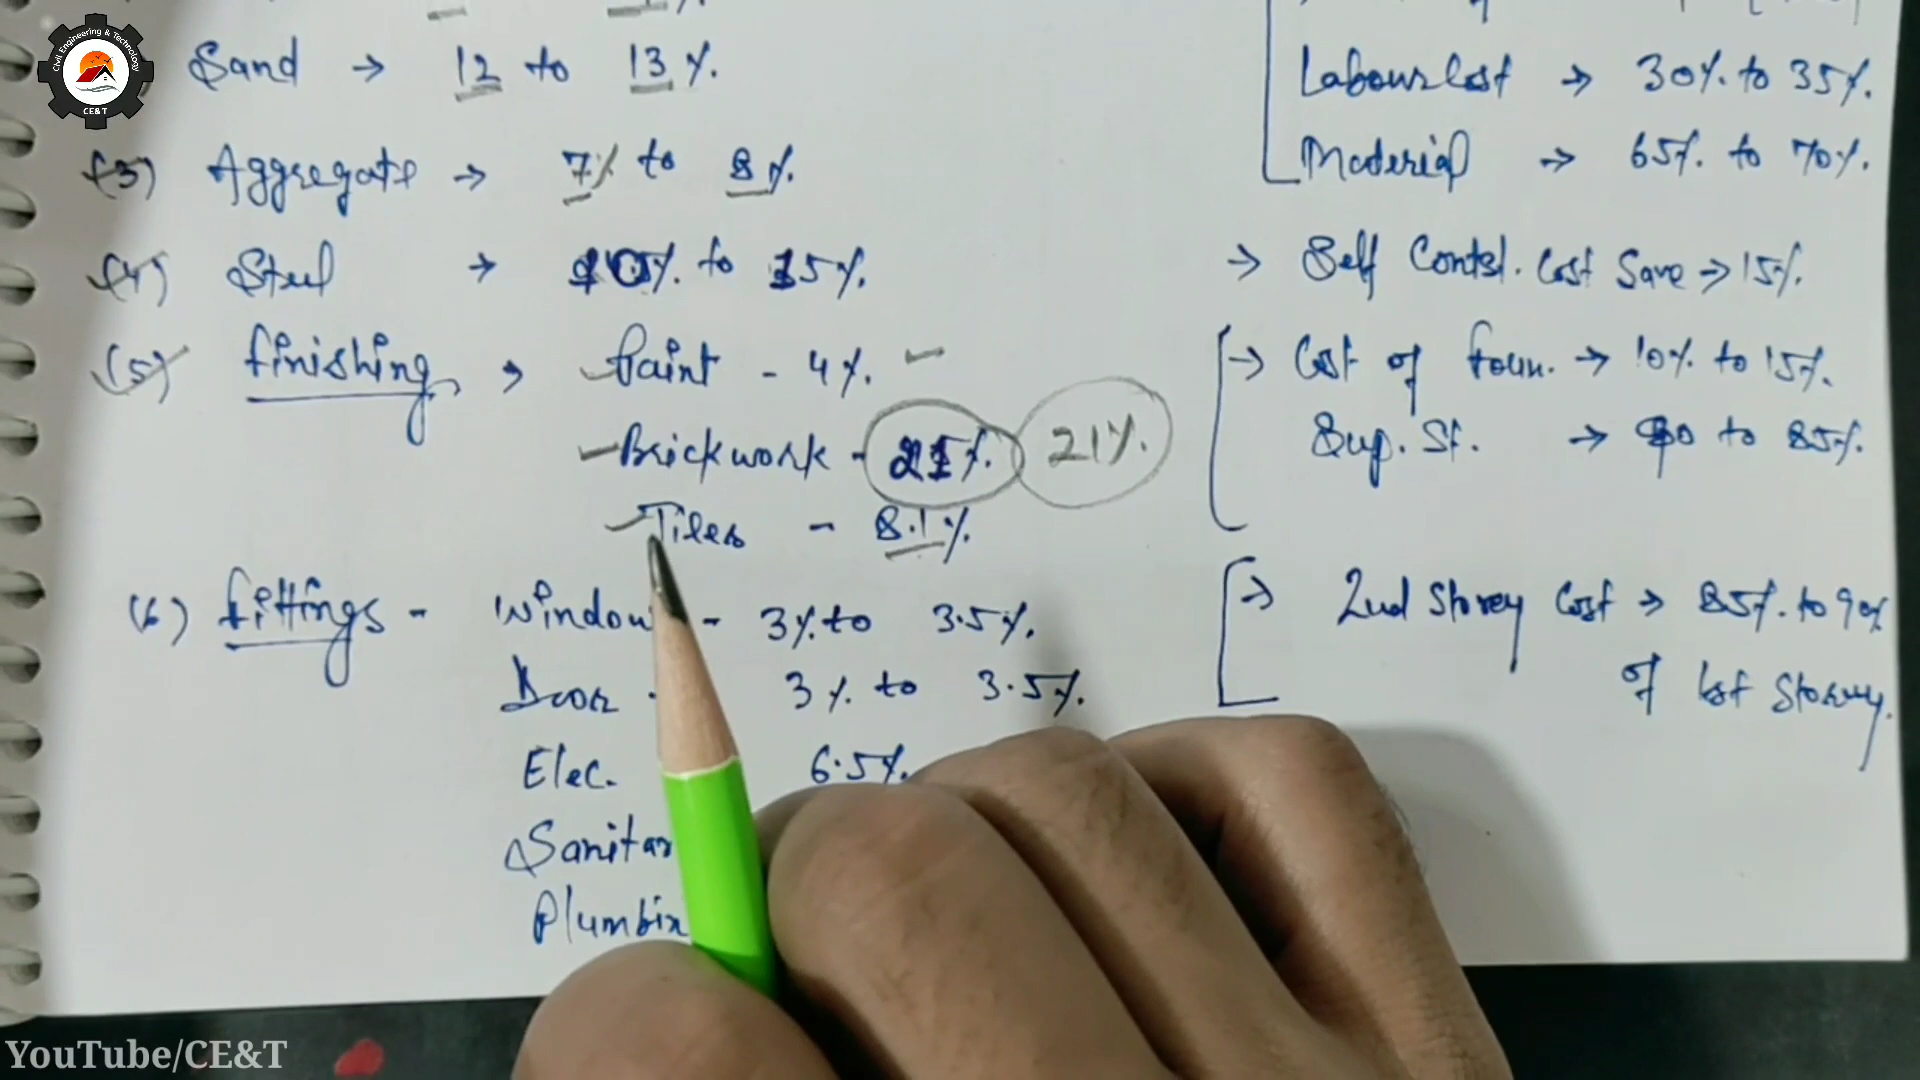 Civil Engineering & Technology
CE&T
Sand → 12 to 13%.
(3) Aggregate → 7% to 8%.
(4) Steel → 10% to 15%.
(5) finishing, → Paint - 4%.
Brickwork - 21%. 21%.
Tiles - 8.1%.
(6) fittings - Window - 3% to 3.5%.
Door - 3% to 3.5%.
Elec. 6.5%.
Sanitar
Plumbin
Labour Cost → 30% to 35%.
Material → 65% to 70%.
→ Self Contst. Cost Save → 15%.
→ Cost of foun. → 10% to 15%.
Sup. St. → to 85%.
→ 2nd Storey Cost → 85% to 90%
of 1st Storey.
YouTube/CE&T